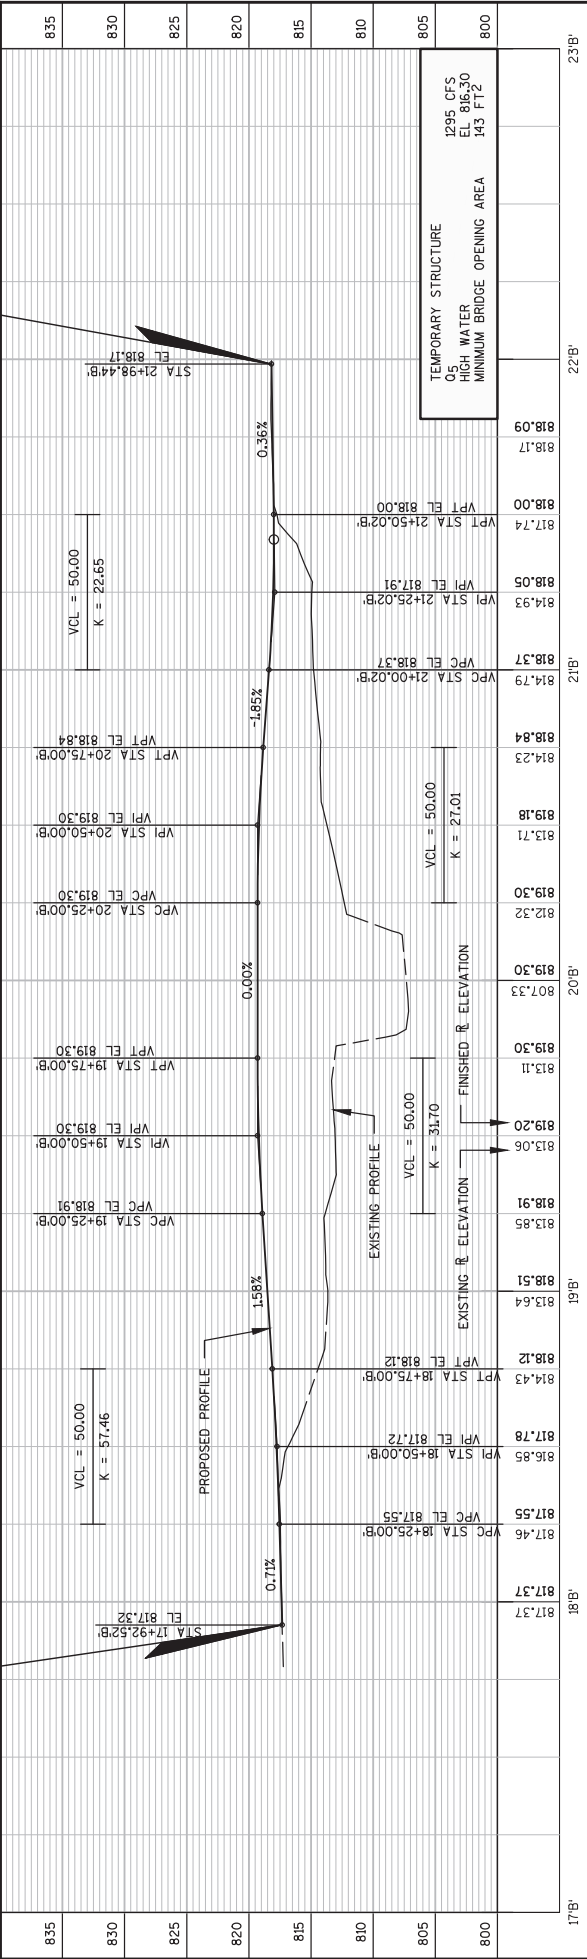 835
830
825
820
815
810
805
800
835
830
825
820
815
810
805
800
TEMPORARY STRUCTURE
Q5 1295 CFS
HIGH WATER EL 816.30
MINIMUM BRIDGE OPENING AREA 143 FT2
STA 17+92.52'B'
EL 817.32
0.71%
VPC STA 18+25.00'B'
VPC EL 817.55
VPI STA 18+50.00'B'
VPI EL 817.72
VPT STA 18+75.00'B'
VPT EL 818.12
VCL = 50.00
K = 57.46
PROPOSED PROFILE
1.58%
VPC STA 19+25.00'B'
VPC EL 818.91
VPI STA 19+50.00'B'
VPI EL 819.30
VPT STA 19+75.00'B'
VPT EL 819.30
VCL = 50.00
K = 31.70
EXISTING PROFILE
EXISTING ℞ ELEVATION
FINISHED ℞ ELEVATION
0.00%
VPC STA 20+25.00'B'
VPC EL 819.30
VPI STA 20+50.00'B'
VPI EL 819.30
VPT STA 20+75.00'B'
VPT EL 818.84
VCL = 50.00
K = 27.01
-1.85%
VPC STA 21+00.02'B'
VPC EL 818.37
VPI STA 21+25.02'B'
VPI EL 817.91
VPT STA 21+50.02'B'
VPT EL 818.00
VCL = 50.00
K = 22.65
0.36%
STA 21+98.44'B'
EL 818.17
817.37 817.37
817.46 817.55
816.85 817.78
814.43 818.12
813.64 818.51
813.85 818.91
813.06 819.20
813.11 819.30
807.33 819.30
812.32 819.30
813.71 819.18
814.23 818.84
814.79 818.37
814.93 818.05
817.74 818.00
818.17 818.09
17'B'
18'B'
19'B'
20'B'
21'B'
22'B'
23'B'